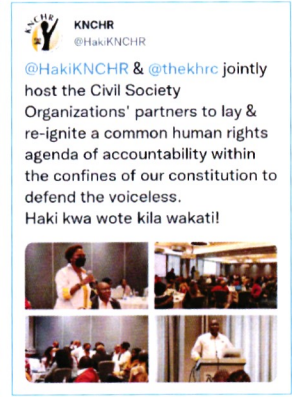 KNCHR
KNCHR
@HakiKNCHR
@HakiKNCHR & @thekhrc jointly
host the Civil Society
Organizations' partners to lay &
re-ignite a common human rights
agenda of accountability within
the confines of our constitution to
defend the voiceless.
Haki kwa wote kila wakati!